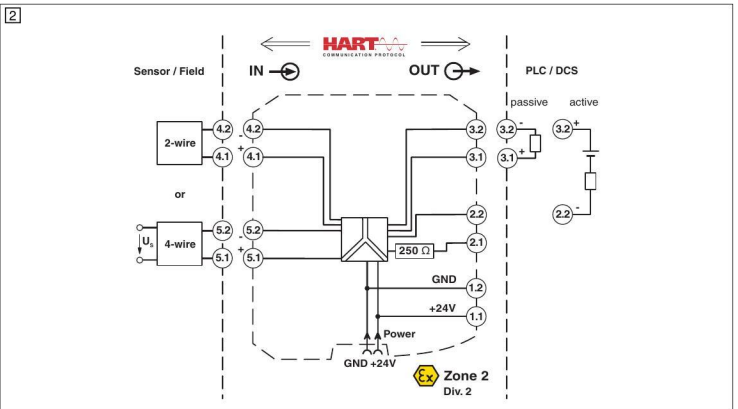 2
HART
COMMUNICATION PROTOCOL
Sensor / Field
IN
OUT
PLC / DCS
passive
active
4.2
4.2
-
3.2
3.2
-
3.2
+
2-wire
4.1
+
4.1
3.1
3.1
+
or
2.2
2.2
-
5.2
5.2
-
Us
4-wire
250 Ω
2.1
5.1
+
5.1
GND
1.2
+24V
1.1
Power
GND +24V
Ex
Zone 2
Div. 2